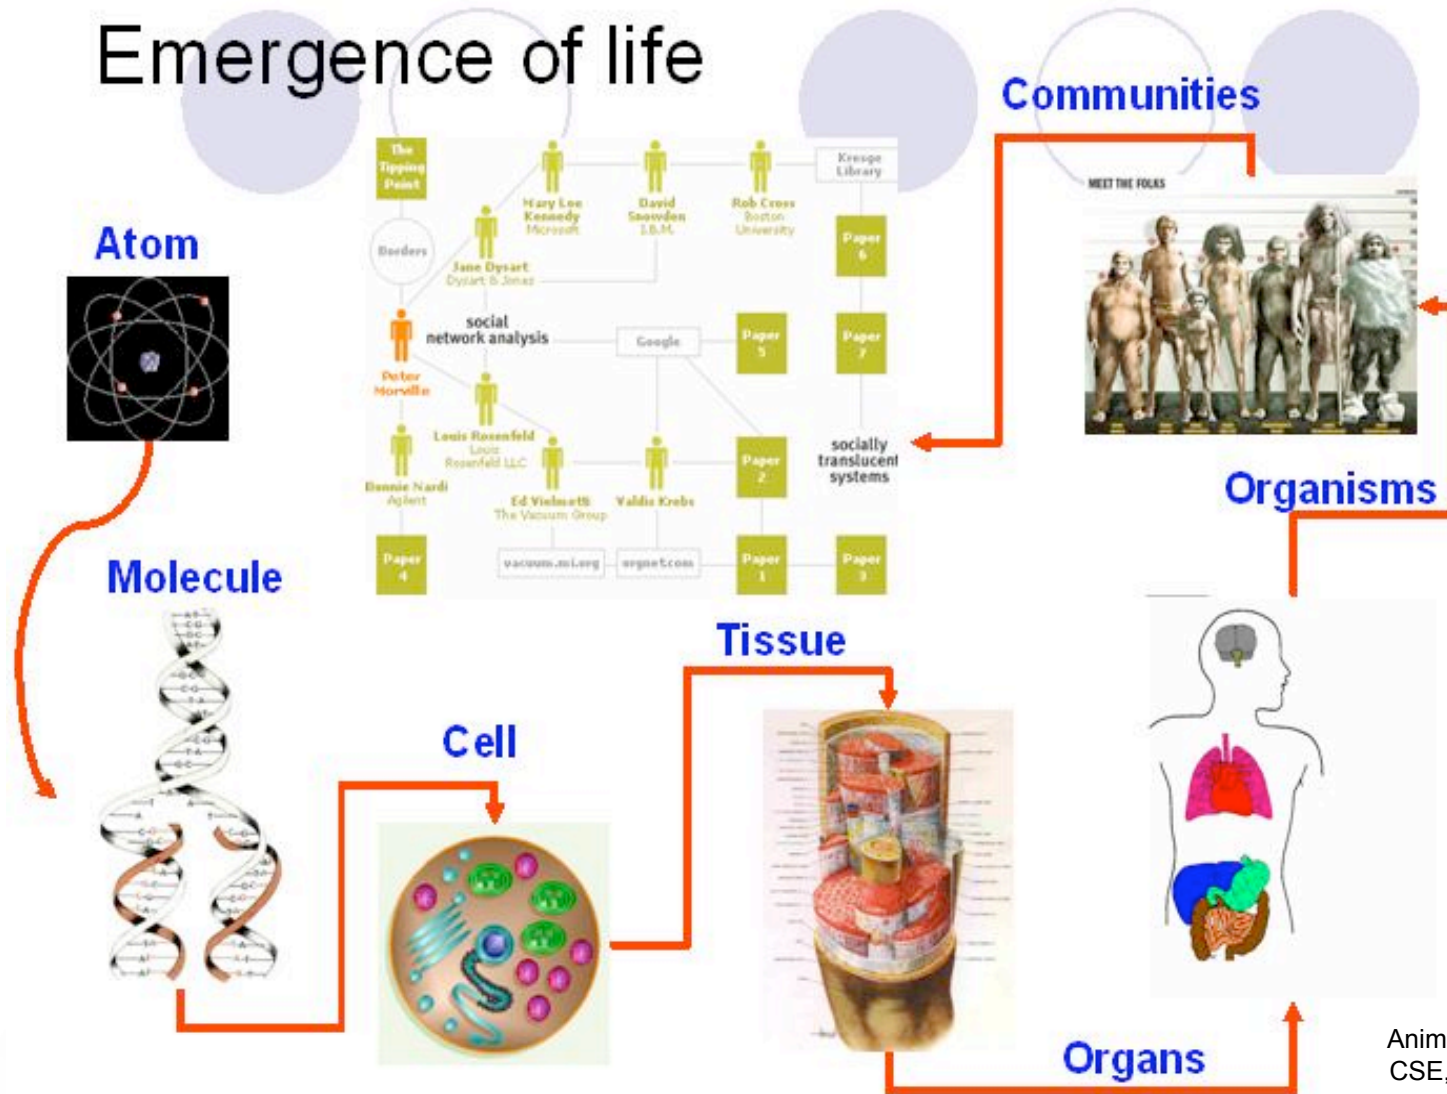 Emergence of life
Communities
The
Tipping
Point
Mary Lee
Kennedy
Microsoft
David
Snowden
I.B.M.
Rob Cross
Boston
University
Kresge
Library
MEET THE FOLKS
Atom
Borders
Jane Dysart
Dysart & Jones
Paper
6
social
network analysis
Google
Paper
5
Paper
7
Peter
Morville
Louis Rosenfeld
Louis
Rosenfeld LLC
socially
translucent
systems
Paper
2
Organisms
Bonnie Nardi
Agilent
Ed Vielmetti
The Vacuum Group
Valdis Krebs
Paper
4
vacuum.mi.org
orgnet.com
Paper
1
Paper
3
Molecule
Tissue
Cell
Organs
Anim
CSE,